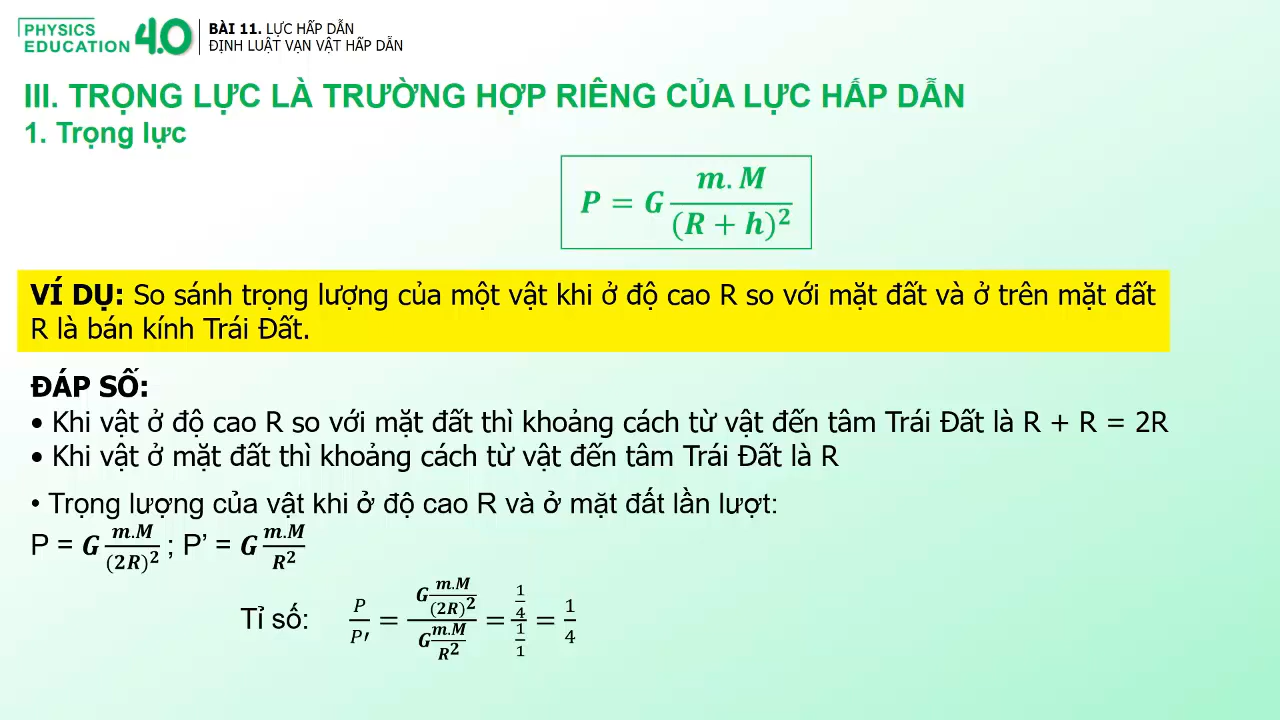 PHYSICS EDUCATION 4.0
BÀI 11. LỰC HẤP DẪN
ĐỊNH LUẬT VẠN VẬT HẤP DẪN
III. TRỌNG LỰC LÀ TRƯỜNG HỢP RIÊNG CỦA LỰC HẤP DẪN
1. Trọng lực
P = G m.M / (R + h)²
VÍ DỤ: So sánh trọng lượng của một vật khi ở độ cao R so với mặt đất và ở trên mặt đất
R là bán kính Trái Đất.
ĐÁP SỐ:
• Khi vật ở độ cao R so với mặt đất thì khoảng cách từ vật đến tâm Trái Đất là R + R = 2R
• Khi vật ở mặt đất thì khoảng cách từ vật đến tâm Trái Đất là R
• Trọng lượng của vật khi ở độ cao R và ở mặt đất lần lượt:
P = G m.M / (2R)² ; P’ = G m.M / R²
Tỉ số: P/P′ = (G m.M / (2R)²) / (G m.M / R²) = (1/4) / (1/1) = 1/4